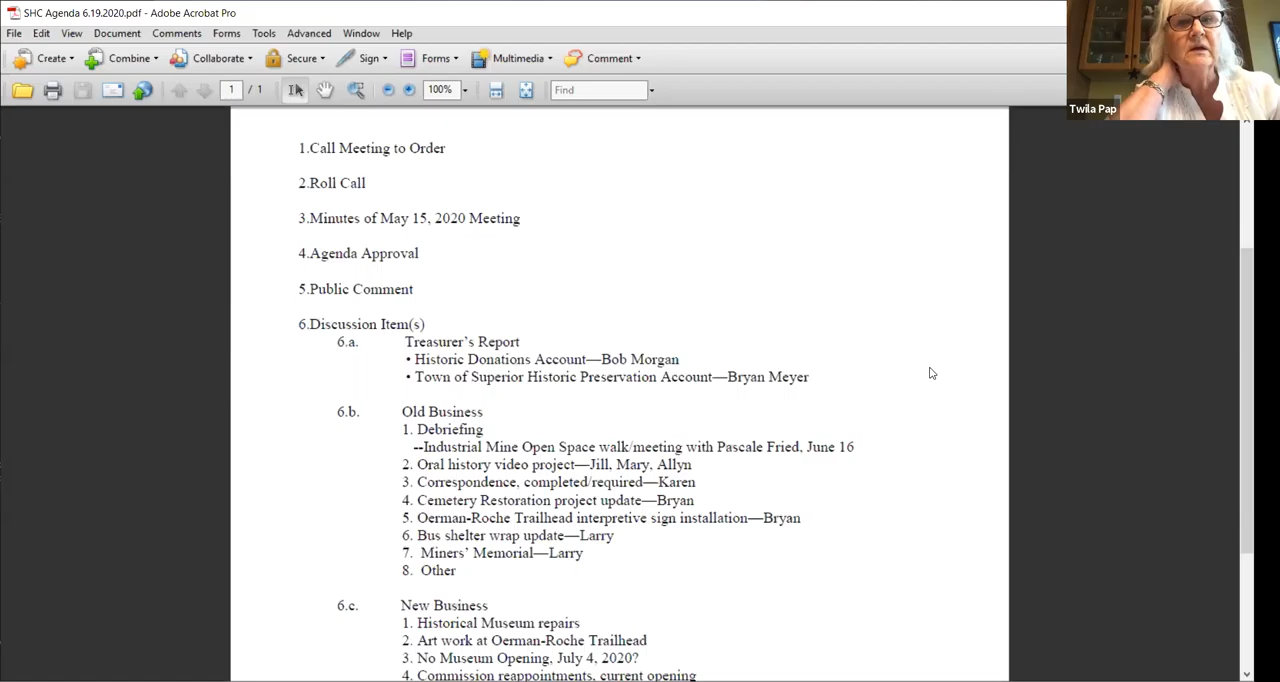 SHC Agenda 6.19.2020.pdf - Adobe Acrobat Pro
File Edit View Document Comments Forms Tools Advanced Window Help
Create Combine Collaborate Secure Sign Forms Multimedia Comment
1 / 1 100% Find
Twila Pap
1.Call Meeting to Order
2.Roll Call
3.Minutes of May 15, 2020 Meeting
4.Agenda Approval
5.Public Comment
6.Discussion Item(s)
6.a. Treasurer's Report
• Historic Donations Account—Bob Morgan
• Town of Superior Historic Preservation Account—Bryan Meyer
6.b. Old Business
1. Debriefing
--Industrial Mine Open Space walk/meeting with Pascale Fried, June 16
2. Oral history video project—Jill, Mary, Allyn
3. Correspondence, completed/required—Karen
4. Cemetery Restoration project update—Bryan
5. Oerman-Roche Trailhead interpretive sign installation—Bryan
6. Bus shelter wrap update—Larry
7. Miners' Memorial—Larry
8. Other
6.c. New Business
1. Historical Museum repairs
2. Art work at Oerman-Roche Trailhead
3. No Museum Opening, July 4, 2020?
4. Commission reappointments, current opening